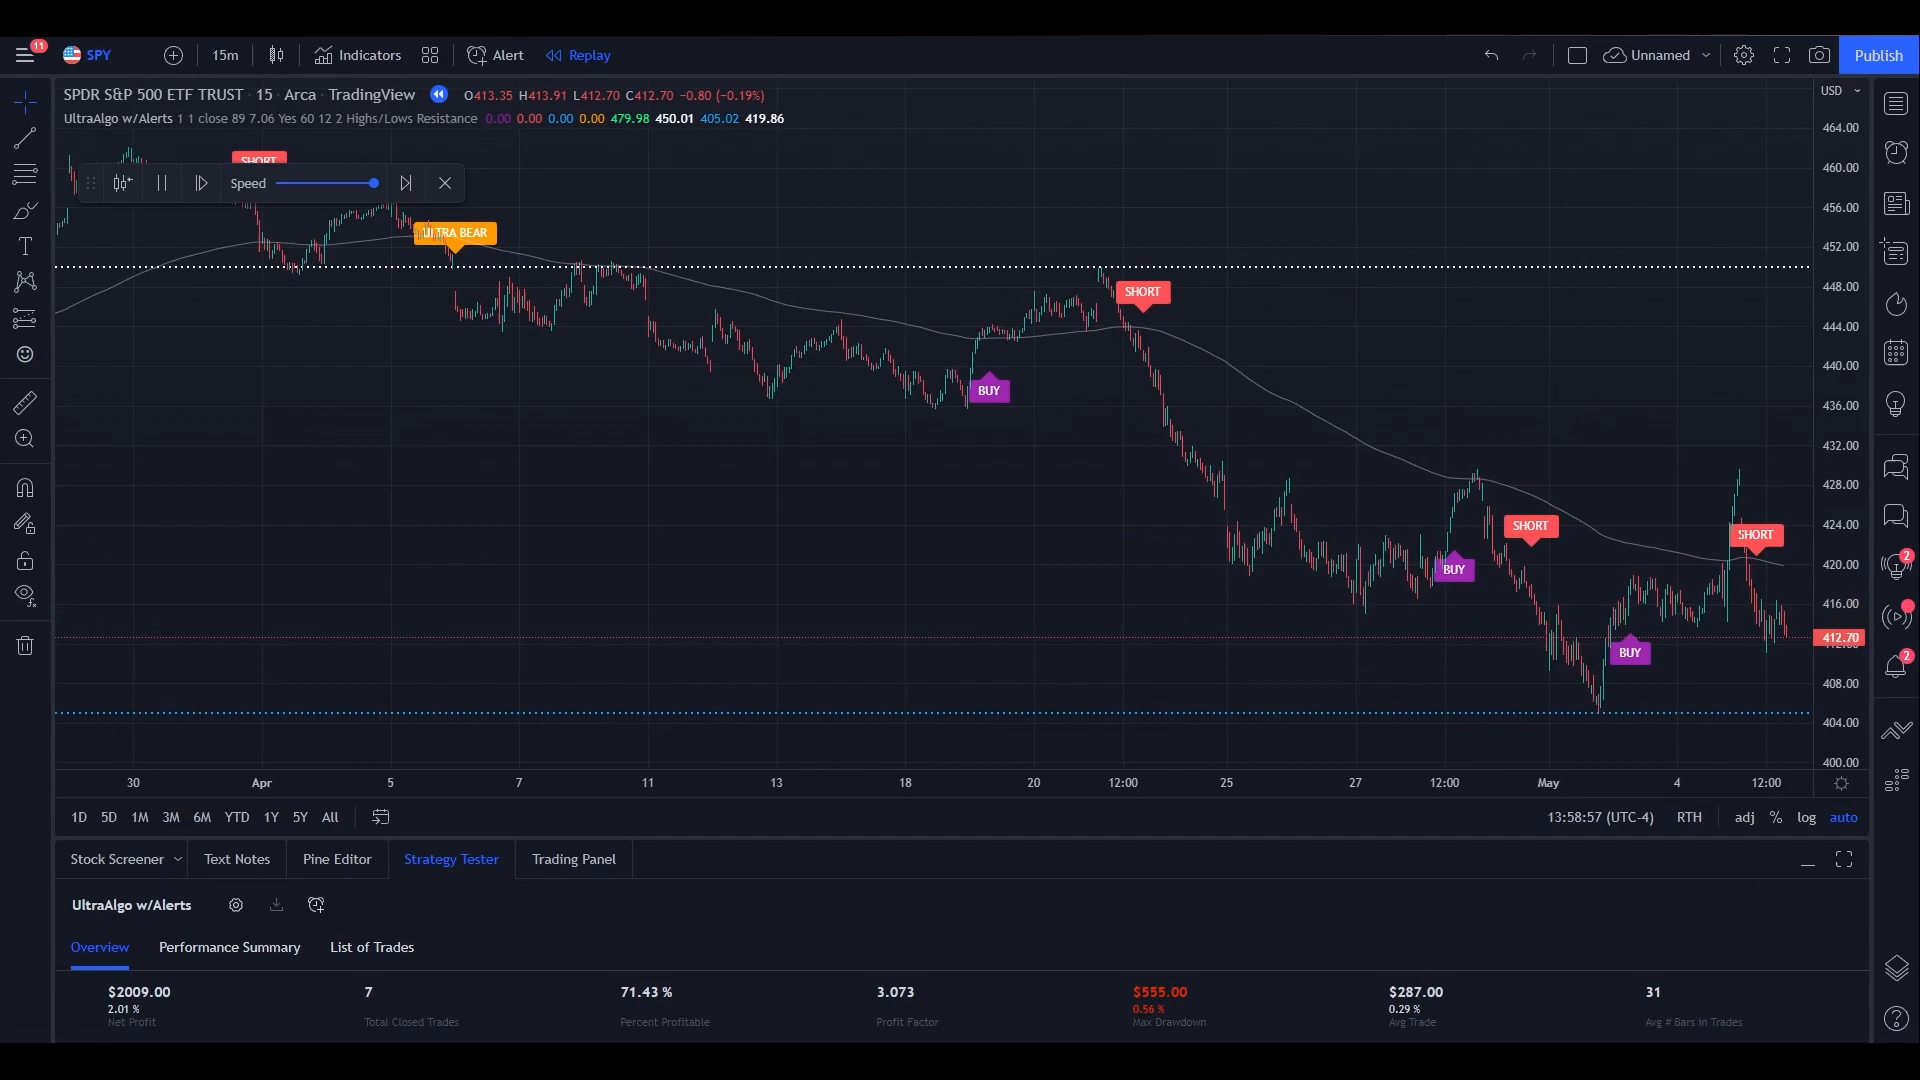 11 SPY 15m Indicators Alert Replay Unnamed Publish
SPDR S&P 500 ETF TRUST · 15 · Arca · TradingView O413.35 H413.91 L412.70 C412.70 −0.80 (−0.19%) USD
UltraAlgo w/Alerts 1 1 close 89 7.06 Yes 60 12 2 Highs/Lows Resistance 0.00 0.00 0.00 0.00 479.98 450.01 405.02 419.86
464.00
SHORT
460.00
Speed
456.00
ULTRA BEAR
452.00
448.00
SHORT
444.00
440.00
BUY
436.00
432.00
428.00
SHORT
424.00
SHORT
420.00
BUY
416.00
412.70
BUY
408.00
404.00
400.00
30 Apr 5 7 11 13 18 20 12:00 25 27 12:00 May 4 12:00
1D 5D 1M 3M 6M YTD 1Y 5Y All 13:58:57 (UTC-4) RTH adj % log auto
Stock Screener Text Notes Pine Editor Strategy Tester Trading Panel
UltraAlgo w/Alerts
Overview Performance Summary List of Trades
$2009.00 7 71.43 % 3.073 $555.00 $287.00 31
2.01 % 0.56 % 0.29 %
Net Profit Total Closed Trades Percent Profitable Profit Factor Max Drawdown Avg Trade Avg # Bars in Trades
2
2